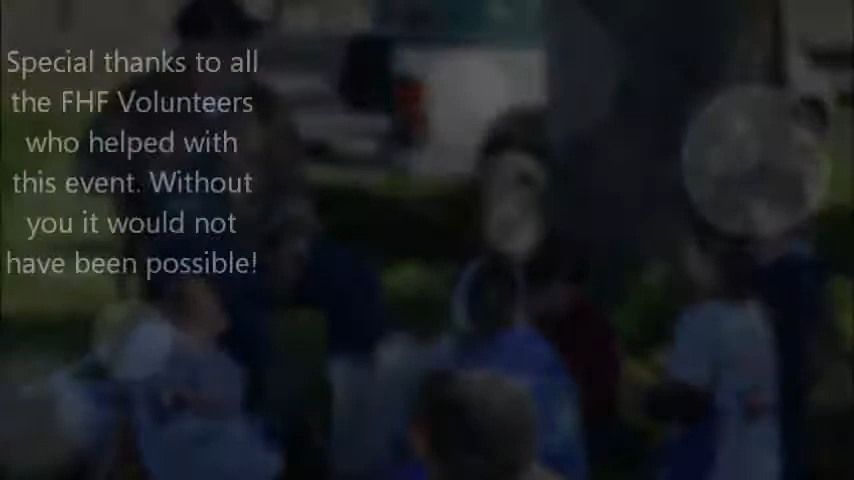 Special thanks to all
the FHF Volunteers
who helped with
this event. Without
you it would not
have been possible!